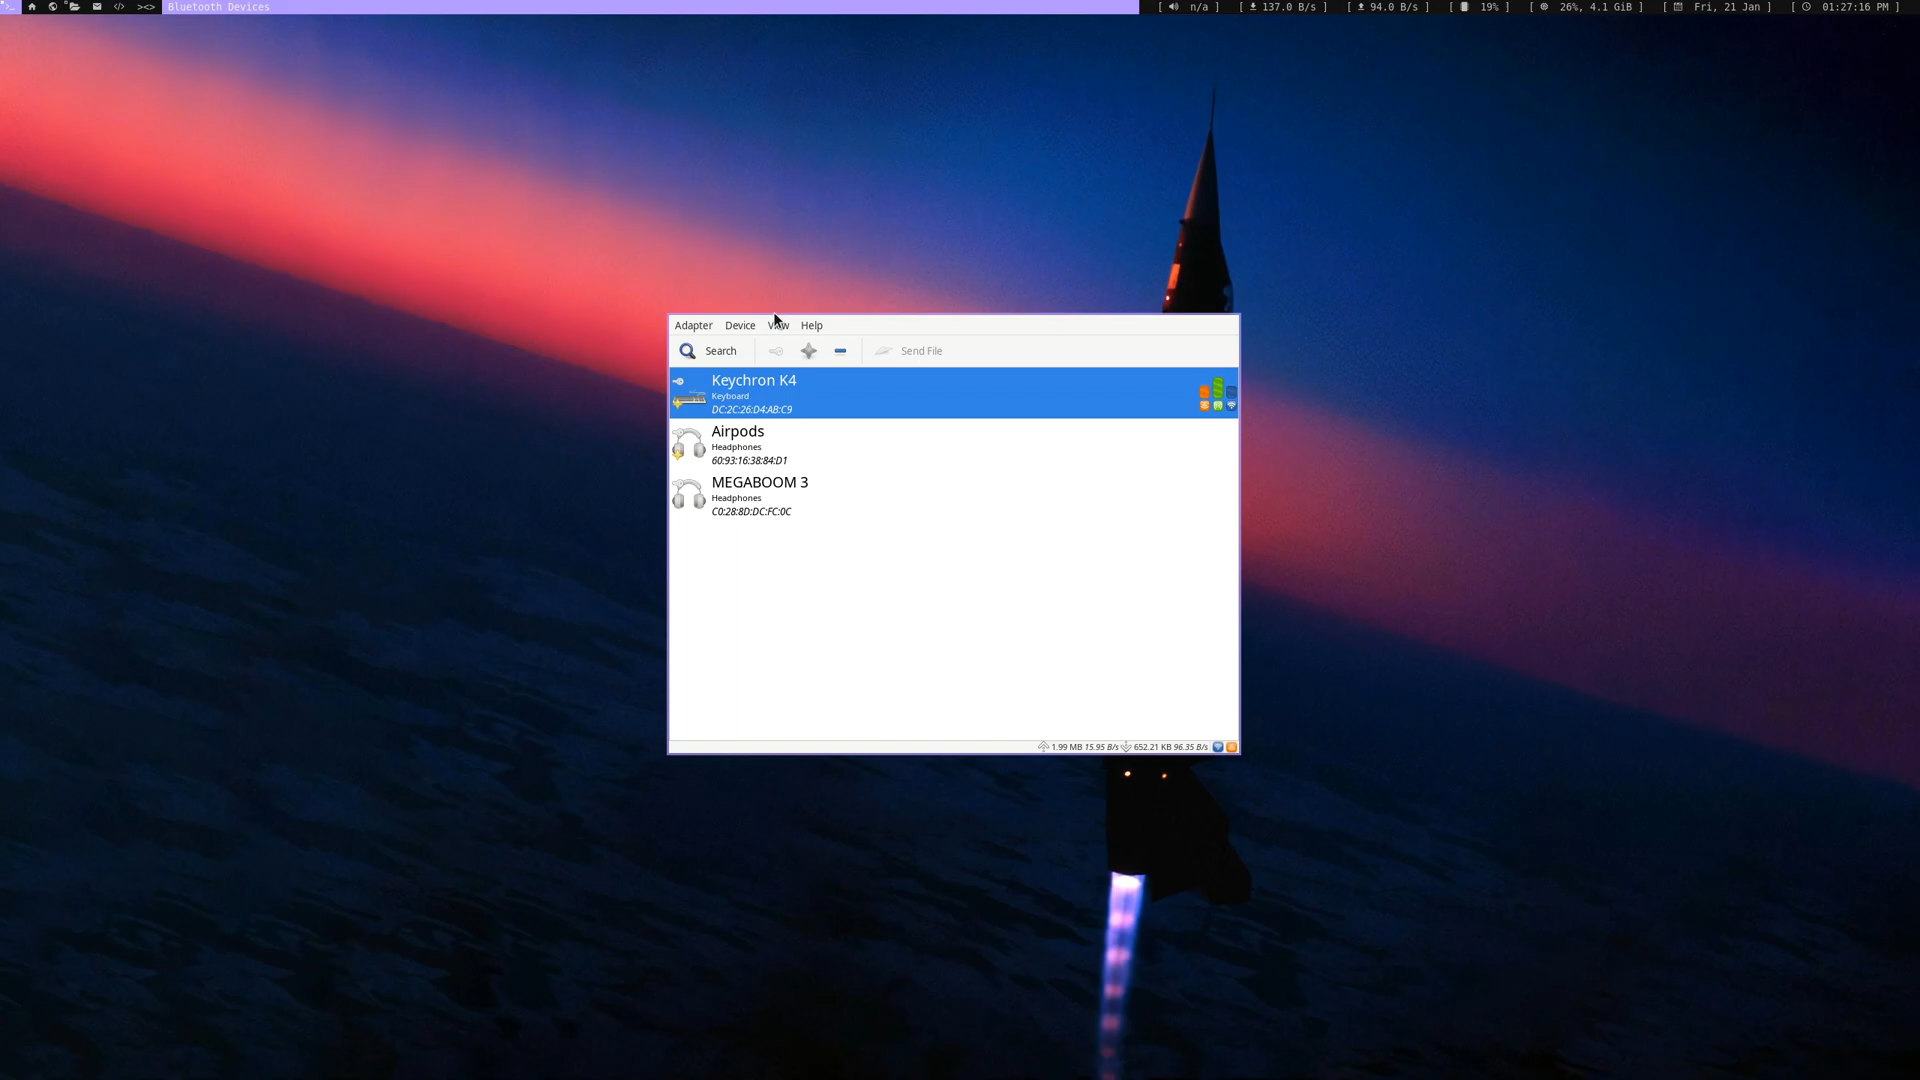 >_ </> ><> Bluetooth Devices [ n/a ] [ 137.0 B/s ] [ 94.0 B/s ] [ 19% ] [ 26%, 4.1 GiB ] [ Fri, 21 Jan ] [ 01:27:16 PM ]
Adapter Device View Help
Search Send File
Keychron K4
Keyboard
DC:2C:26:D4:AB:C9
Airpods
Headphones
60:93:16:38:84:D1
MEGABOOM 3
Headphones
C0:28:8D:DC:FC:0C
1.99 MB 15.95 B/s 652.21 KB 96.35 B/s